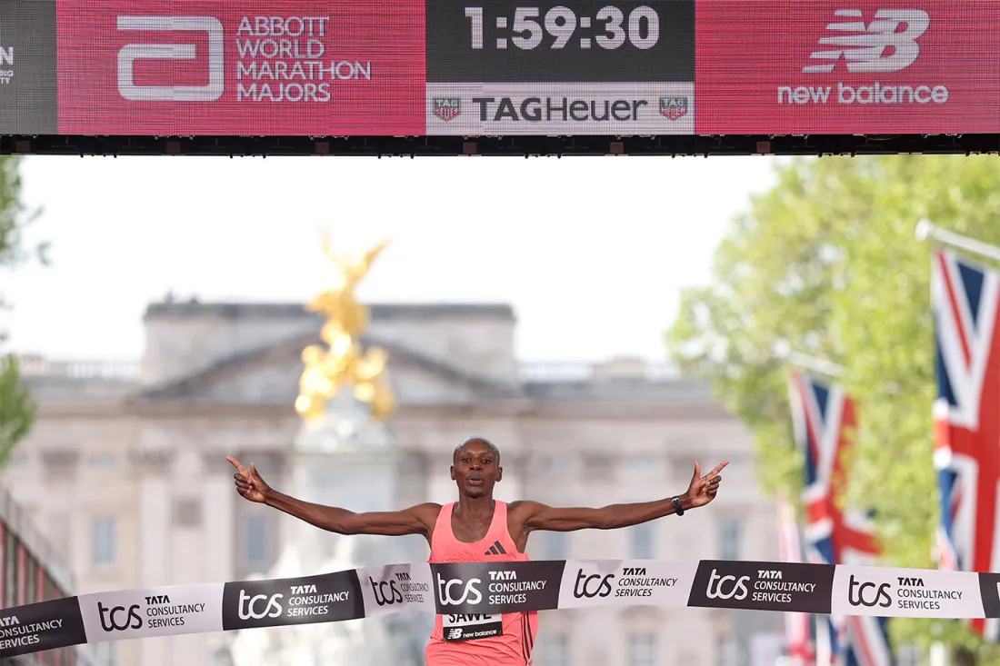 ABBOTT
WORLD
MARATHON
MAJORS
1:59:30
TAG
TAGHeuer
TAG
new balance
TATA
CONSULTANCY
SERVICES
tcs TATA
CONSULTANCY
SERVICES
tcs TATA
CONSULTANCY
SERVICES
tcs TATA
CONSULTANCY
SERVICES
tcs TATA
CONSULTANCY
SERVICES
tcs TATA
CONSULTANCY
SERVICES
tcs TATA
CONSULTANCY
SERVICES
tcs TATA
CONSULTANCY
SERVICES
SAWE
new balance